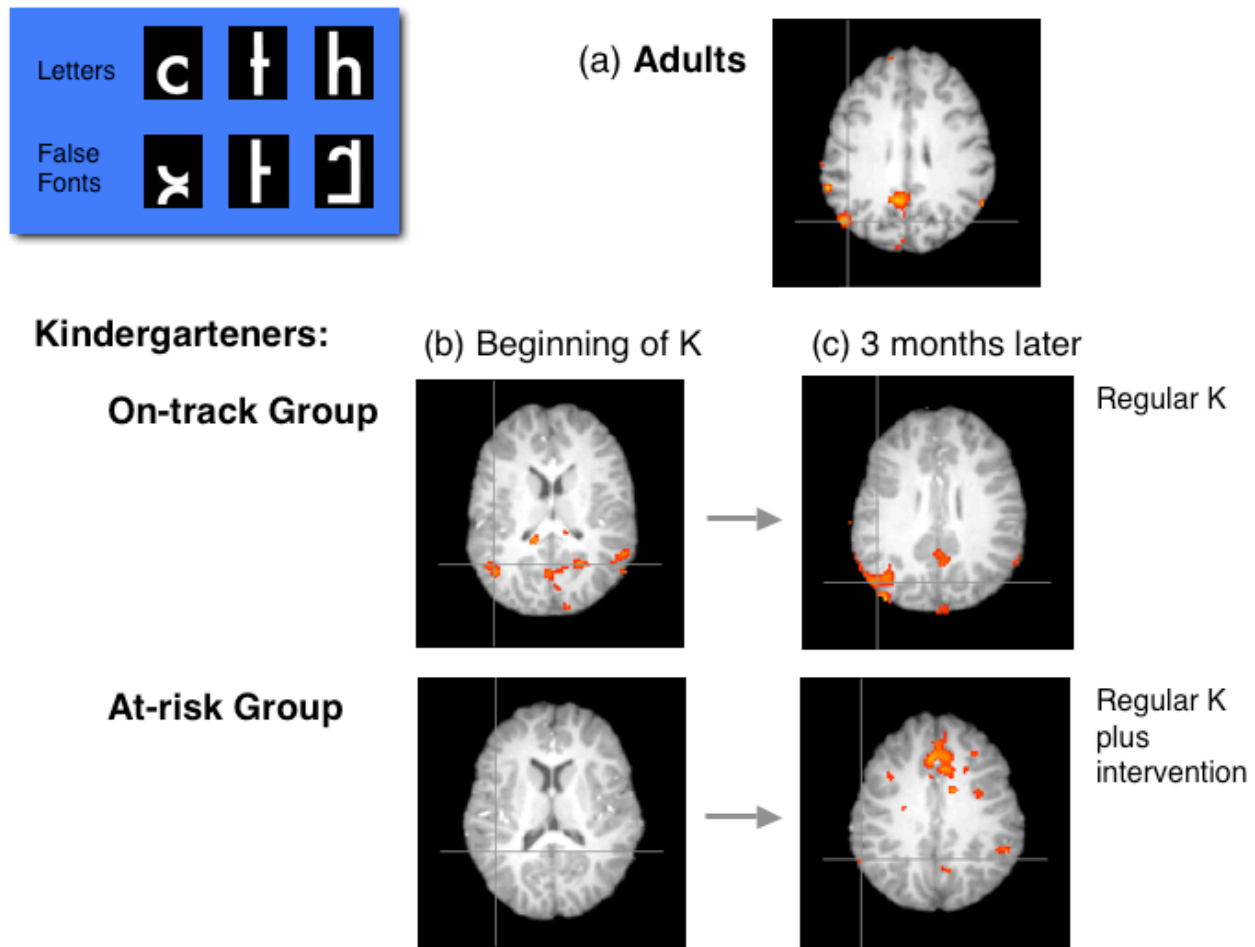 Letters c t h
False
Fonts
(a) Adults
Kindergarteners:
(b) Beginning of K
(c) 3 months later
On-track Group
Regular K
At-risk Group
Regular K
plus
intervention